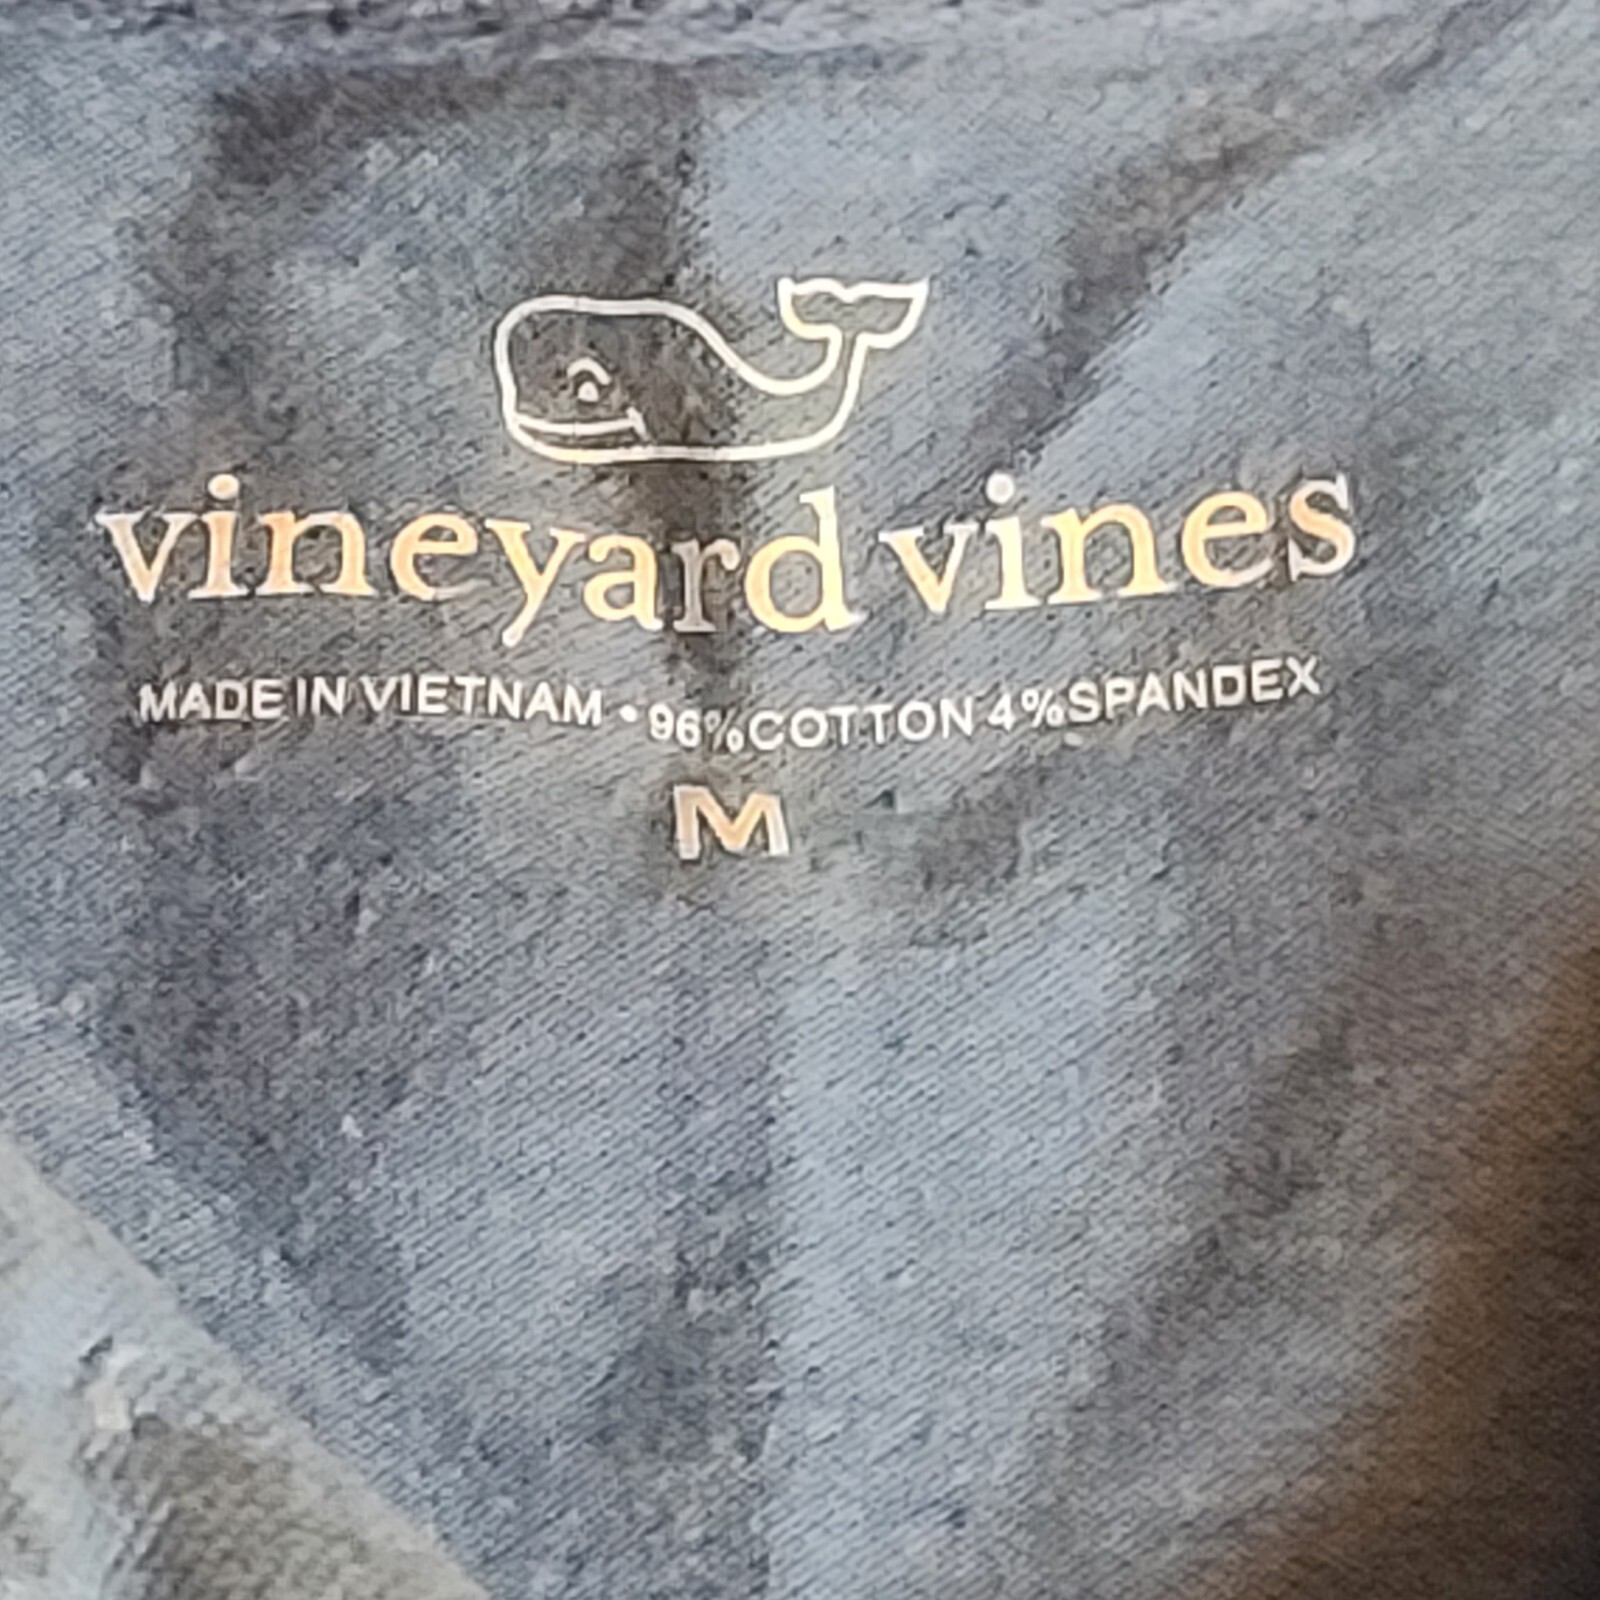 vineyard vines
MADE IN VIETNAM • 96%COTTON 4%SPANDEX
M